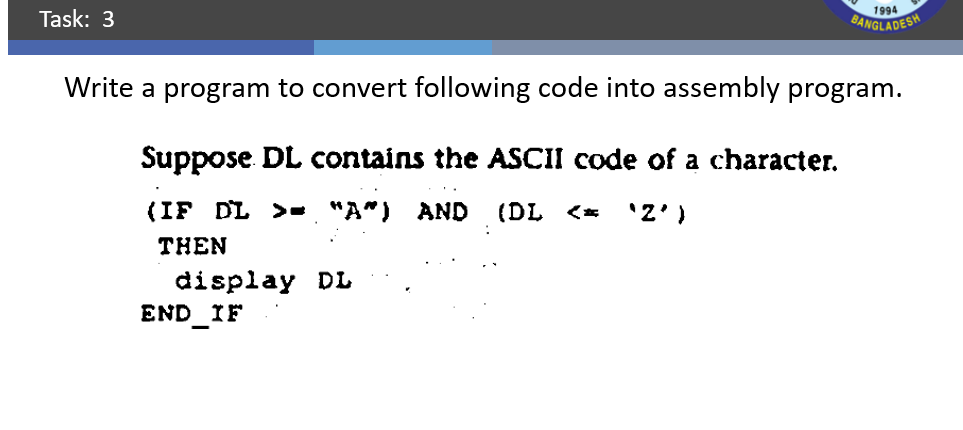 Task: 3
1994
BANGLADESH
Write a program to convert following code into assembly program.
Suppose DL contains the ASCII code of a character.
(IF DL >= "A") AND (DL <= 'Z')
THEN
display DL
END_IF